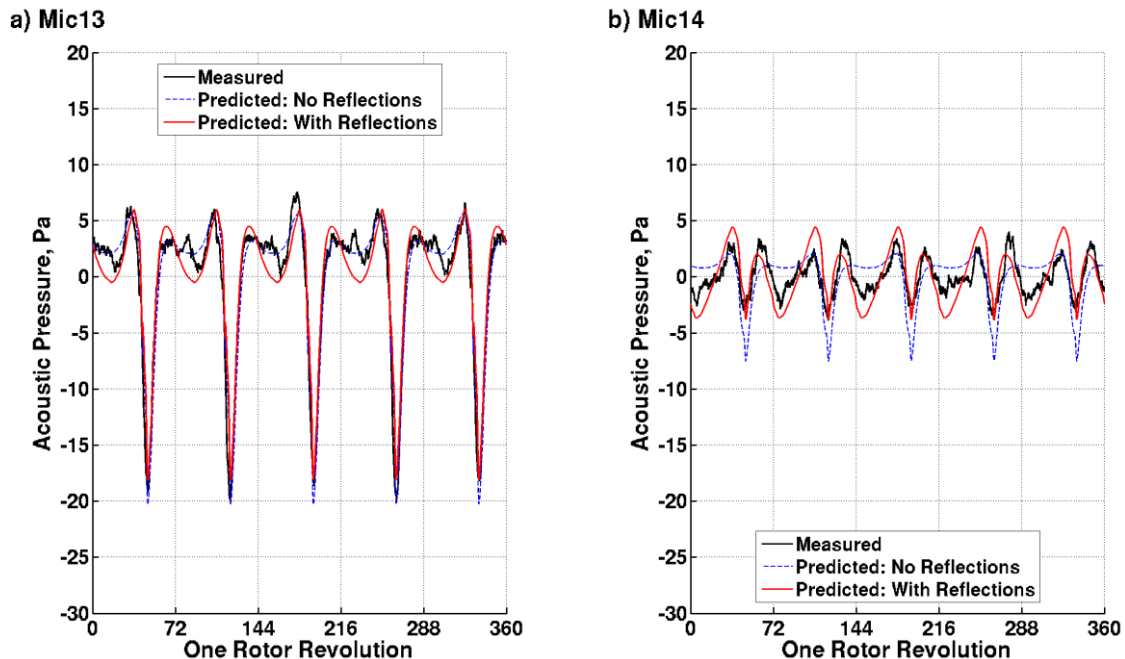 a) Mic13
20
15
10
5
0
-5
-10
-15
-20
-25
-30
Acoustic Pressure, Pa
Measured
Predicted: No Reflections
Predicted: With Reflections
0 72 144 216 288 360
One Rotor Revolution
b) Mic14
20
15
10
5
0
-5
-10
-15
-20
-25
-30
Acoustic Pressure, Pa
Measured
Predicted: No Reflections
Predicted: With Reflections
0 72 144 216 288 360
One Rotor Revolution